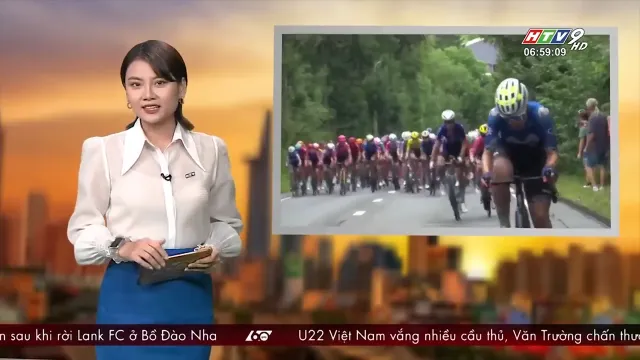 HTV9 HD
06:59:09
n sau khi rời Lank FC ở Bồ Đào Nha
60
U22 Việt Nam vắng nhiều cầu thủ, Văn Trường chấn thư